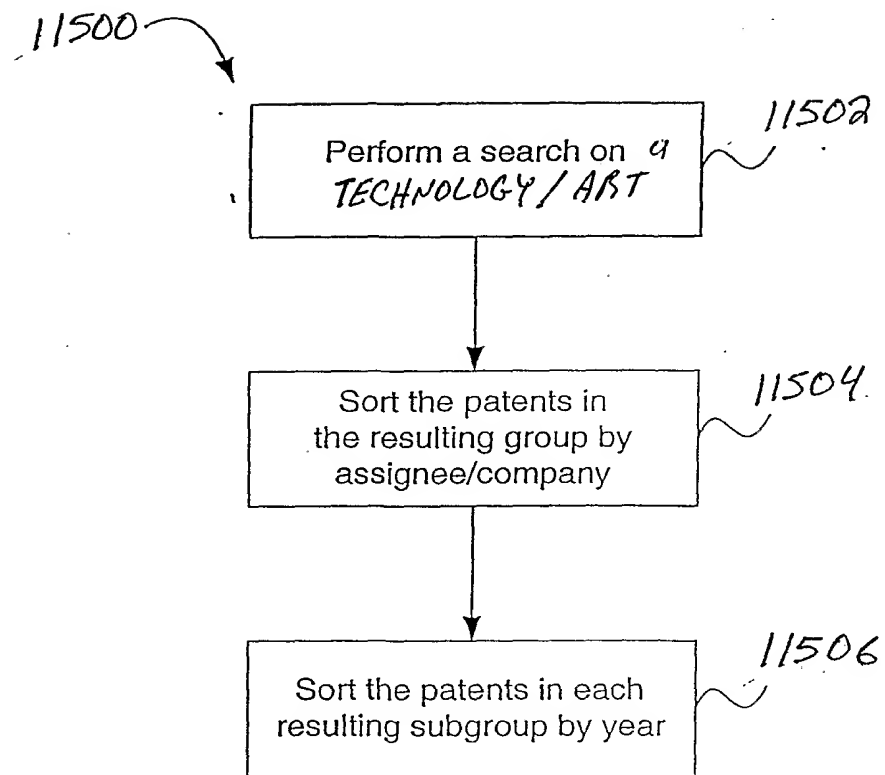 11500
11502
Perform a search on a
TECHNOLOGY / ART
11504
Sort the patents in
the resulting group by
assignee/company
11506
Sort the patents in each
resulting subgroup by year